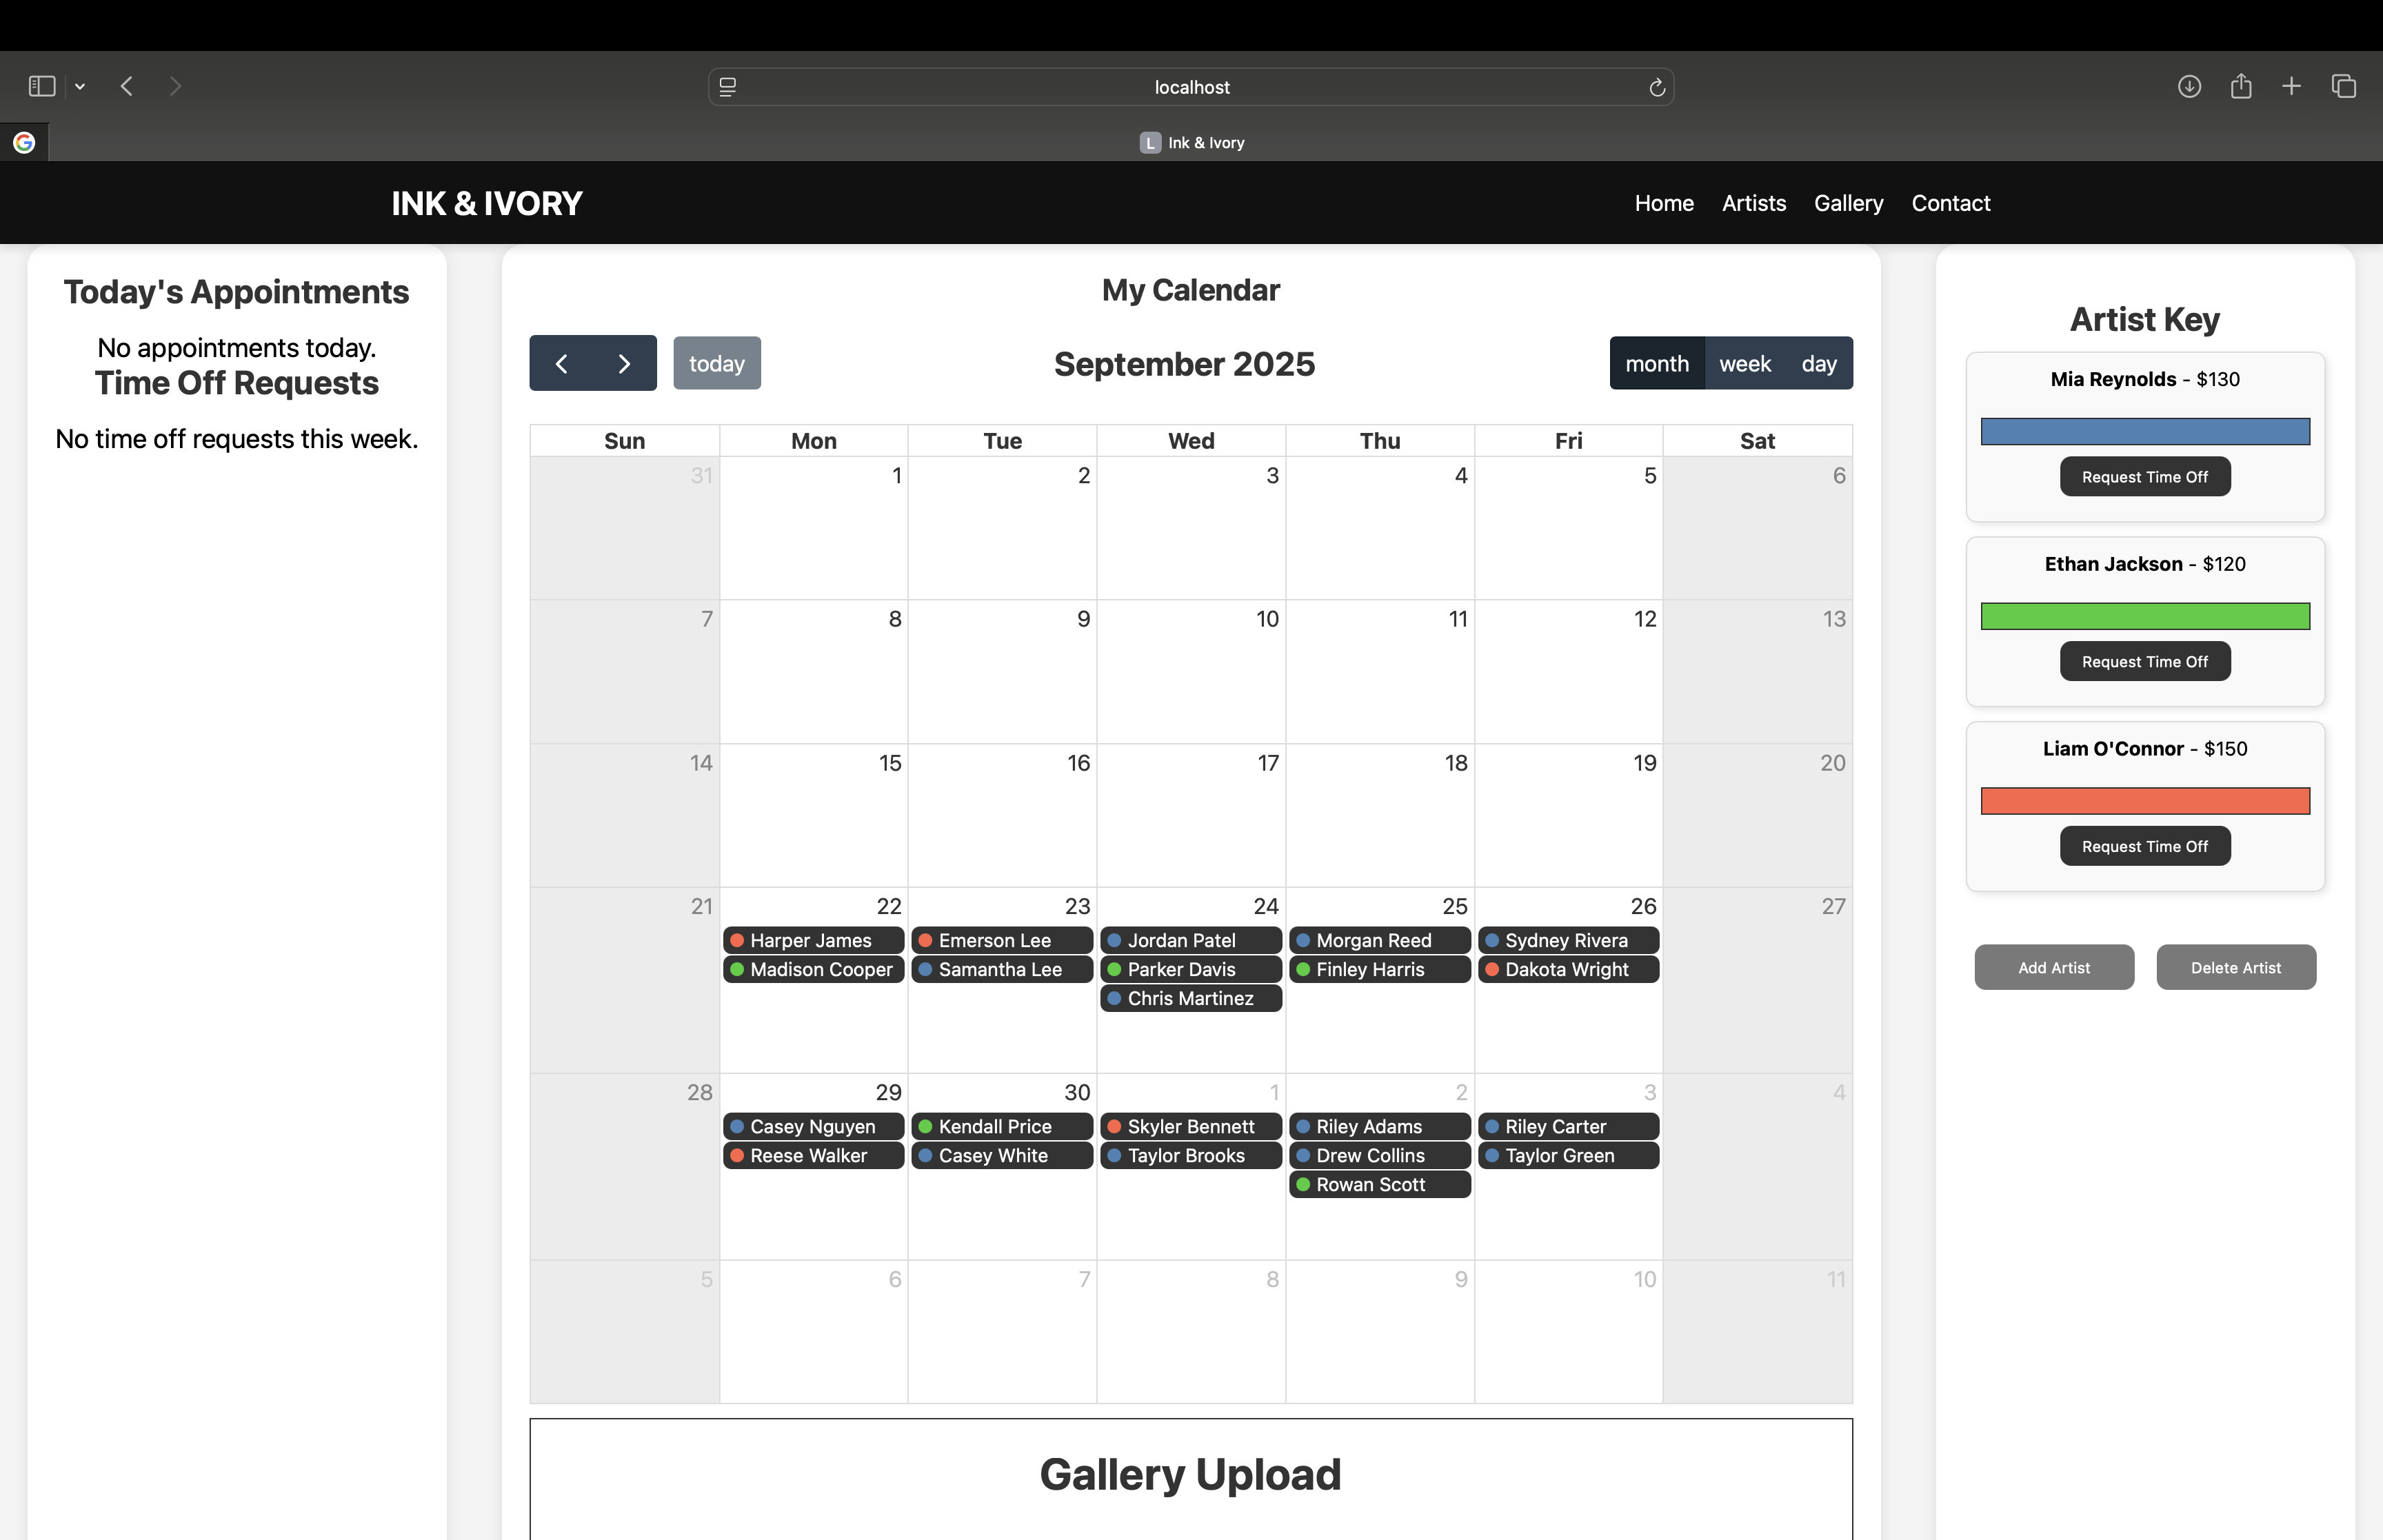 localhost
L Ink & Ivory
INK & IVORY
Home Artists Gallery Contact
Today's Appointments
No appointments today.
Time Off Requests
No time off requests this week.
My Calendar
today
September 2025
month week day
Sun Mon Tue Wed Thu Fri Sat
31 1 2 3 4 5 6
7 8 9 10 11 12 13
14 15 16 17 18 19 20
21 22 23 24 25 26 27
Harper James Emerson Lee Jordan Patel Morgan Reed Sydney Rivera
Madison Cooper Samantha Lee Parker Davis Finley Harris Dakota Wright
Chris Martinez
28 29 30 1 2 3 4
Casey Nguyen Kendall Price Skyler Bennett Riley Adams Riley Carter
Reese Walker Casey White Taylor Brooks Drew Collins Taylor Green
Rowan Scott
5 6 7 8 9 10 11
Gallery Upload
Artist Key
Mia Reynolds - $130
Request Time Off
Ethan Jackson - $120
Request Time Off
Liam O'Connor - $150
Request Time Off
Add Artist Delete Artist